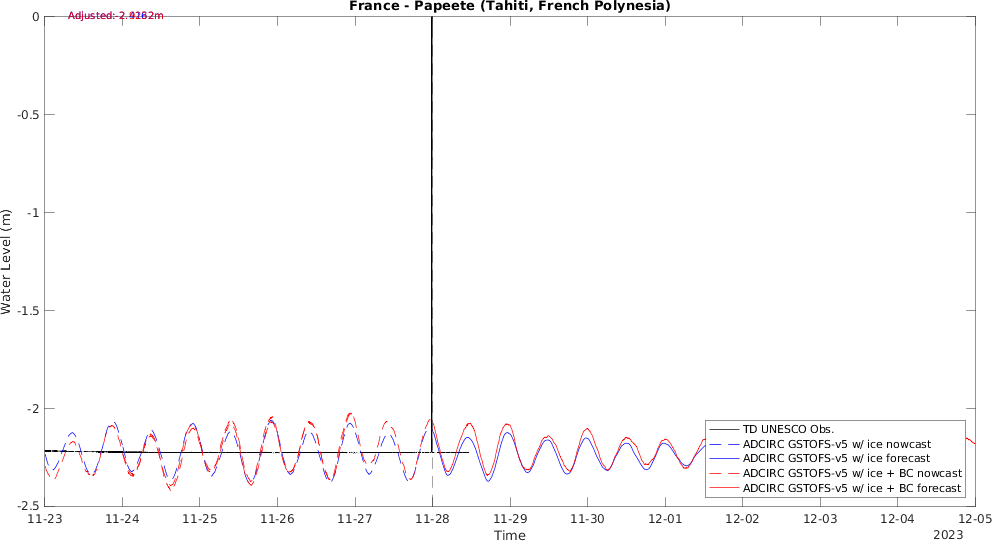 France - Papeete (Tahiti, French Polynesia)
Water Level (m)
0
-0.5
-1
-1.5
-2
-2.5
TD UNESCO Obs.
ADCIRC GSTOFS-v5 w/ ice nowcast
ADCIRC GSTOFS-v5 w/ ice forecast
ADCIRC GSTOFS-v5 w/ ice + BC nowcast
ADCIRC GSTOFS-v5 w/ ice + BC forecast
11-23 11-24 11-25 11-26 11-27 11-28 11-29 11-30 12-01 12-02 12-03 12-04 12-05
Time
2023
Adjusted: